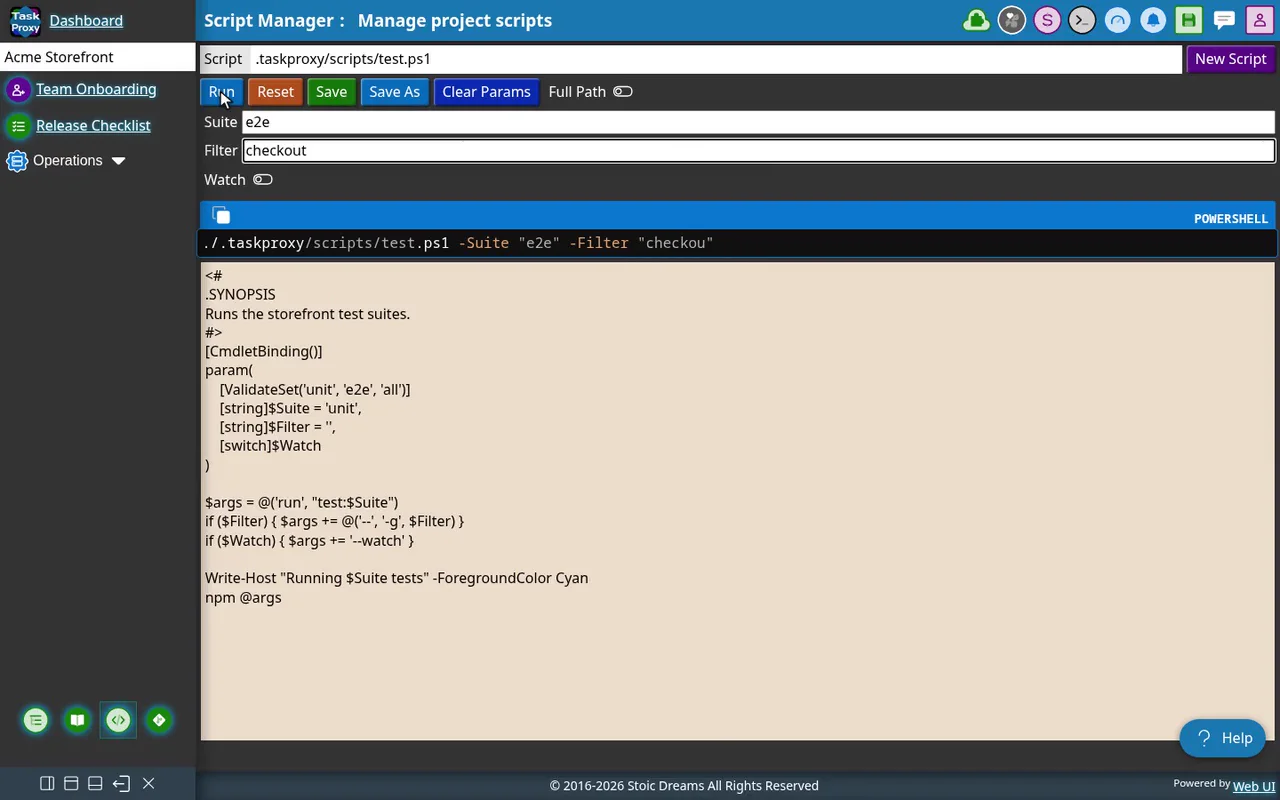 Task
Proxy
Dashboard
Script Manager : Manage project scripts
S
Acme Storefront
Script .taskproxy/scripts/test.ps1 New Script
Team Onboarding
Run Reset Save Save As Clear Params Full Path
Suite e2e
Release Checklist
Filter checkout
Operations
Watch
POWERSHELL
./.taskproxy/scripts/test.ps1 -Suite "e2e" -Filter "checkou"
<#
.SYNOPSIS
Runs the storefront test suites.
#>
[CmdletBinding()]
param(
    [ValidateSet('unit', 'e2e', 'all')]
    [string]$Suite = 'unit',
    [string]$Filter = '',
    [switch]$Watch
)

$args = @('run', "test:$Suite")
if ($Filter) { $args += @('--', '-g', $Filter) }
if ($Watch) { $args += '--watch' }

Write-Host "Running $Suite tests" -ForegroundColor Cyan
npm @args
? Help
© 2016-2026 Stoic Dreams All Rights Reserved
Powered by Web UI